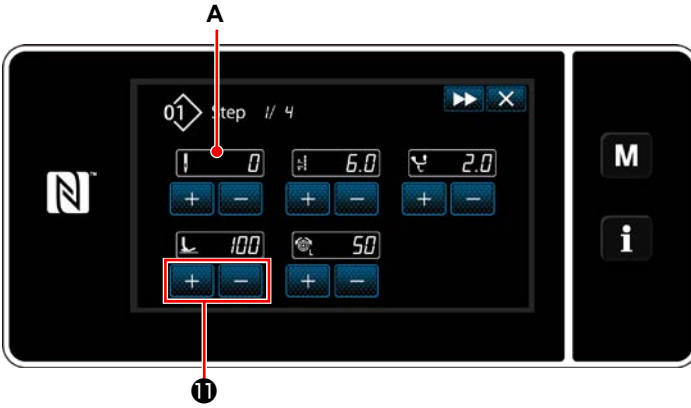 A
01 Step 1/ 4
0 6.0 2.0
+ − + − + −
100 L 50
+ − + −
M
i
N
⓫